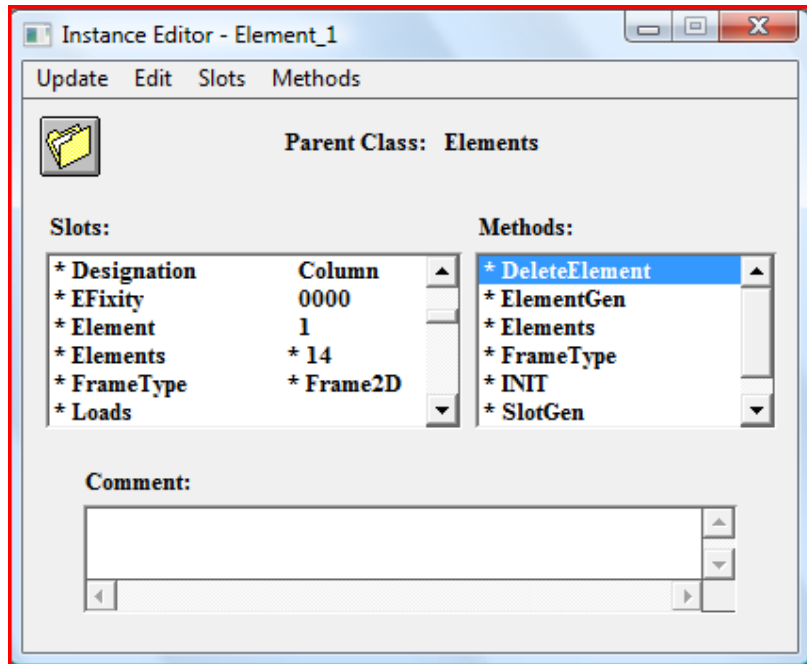 Instance Editor - Element_1
Update Edit Slots Methods
Parent Class: Elements
Slots:
* Designation Column
* EFixity 0000
* Element 1
* Elements * 14
* FrameType * Frame2D
* Loads
Methods:
* DeleteElement
* ElementGen
* Elements
* FrameType
* INIT
* SlotGen
Comment: